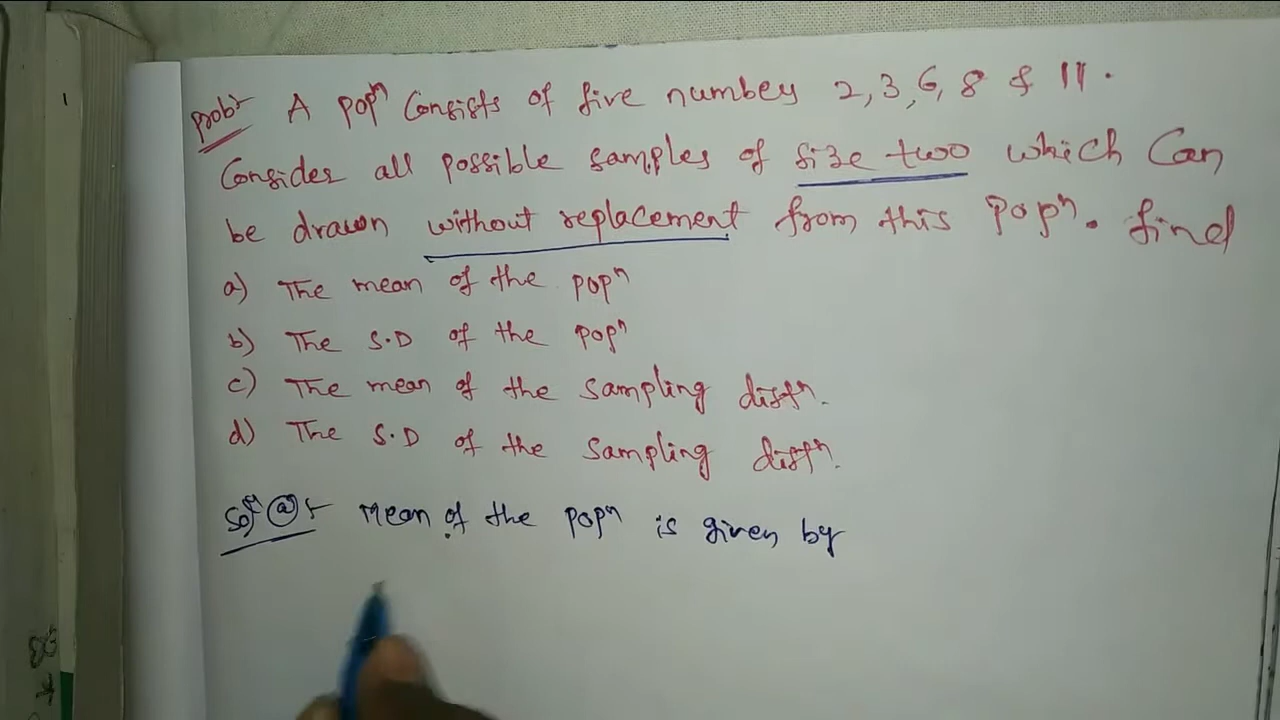 prob:- A popⁿ Consists of five numbers 2, 3, 6, 8 & 11.
Consider all possible samples of size two which Can
be drawn without replacement from this popⁿ. find
a) The mean of the popⁿ
b) The S.D of the popⁿ
c) The mean of the sampling distⁿ.
d) The S.D of the sampling distⁿ.
Solⁿ (a):- Mean of the popⁿ is given by